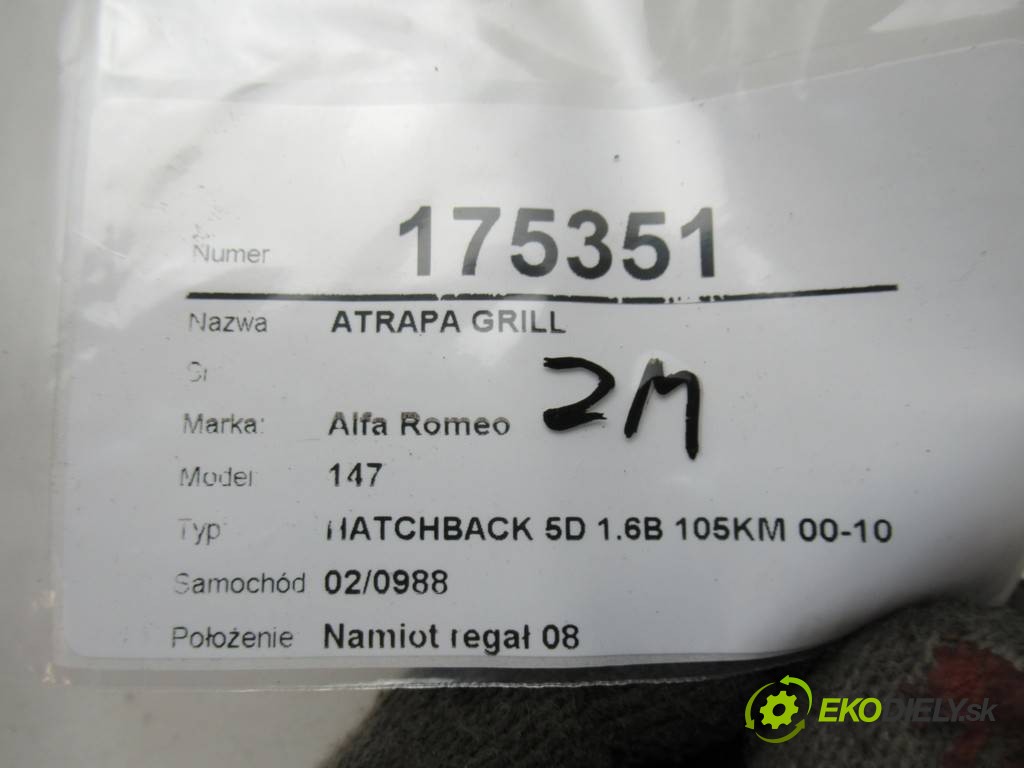 Numer 175351
Nazwa ATRAPA GRILL
2M
Marka: Alfa Romeo
Model 147
Typ HATCHBACK 5D 1.6B 105KM 00-10
Samochód 02/0988
Położenie Namiot regał 08
EKODIELY.sk